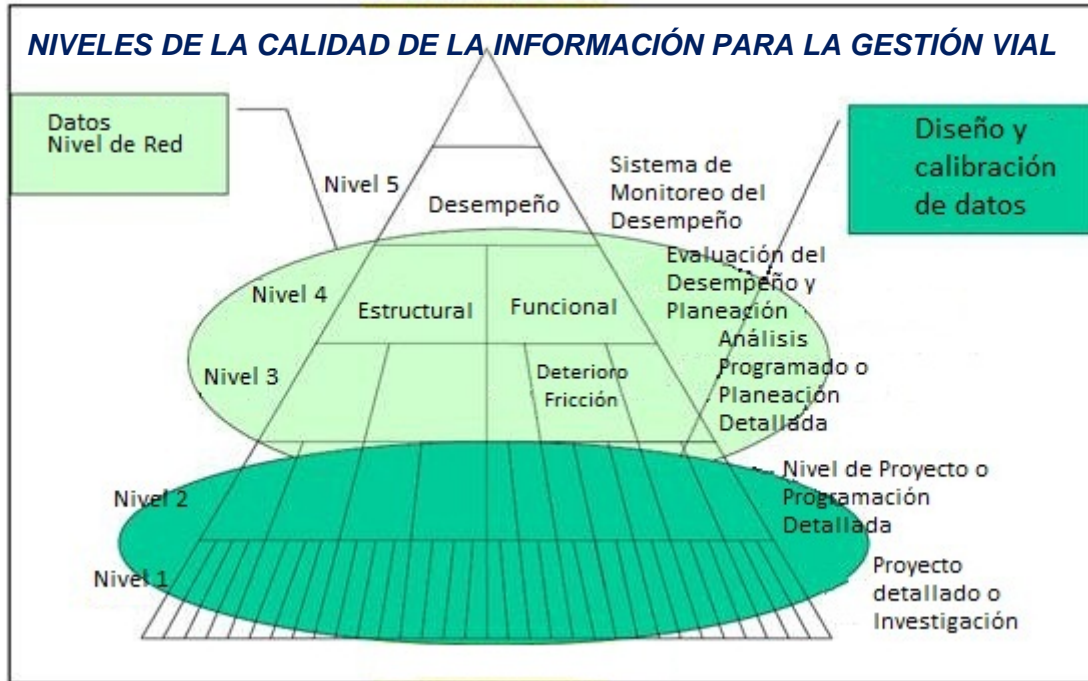 NIVELES DE LA CALIDAD DE LA INFORMACIÓN PARA LA GESTIÓN VIAL
Datos
Nivel de Red
Diseño y
calibración
de datos
Nivel 5
Desempeño
Sistema de
Monitoreo del
Desempeño
Nivel 4
Estructural
Funcional
Evaluación del
Desempeño y
Planeación
Nivel 3
Deterioro
Fricción
Análisis
Programado o
Planeación
Detallada
Nivel 2
Nivel de Proyecto o
Programación
Detallada
Nivel 1
Proyecto
detallado o
Investigación